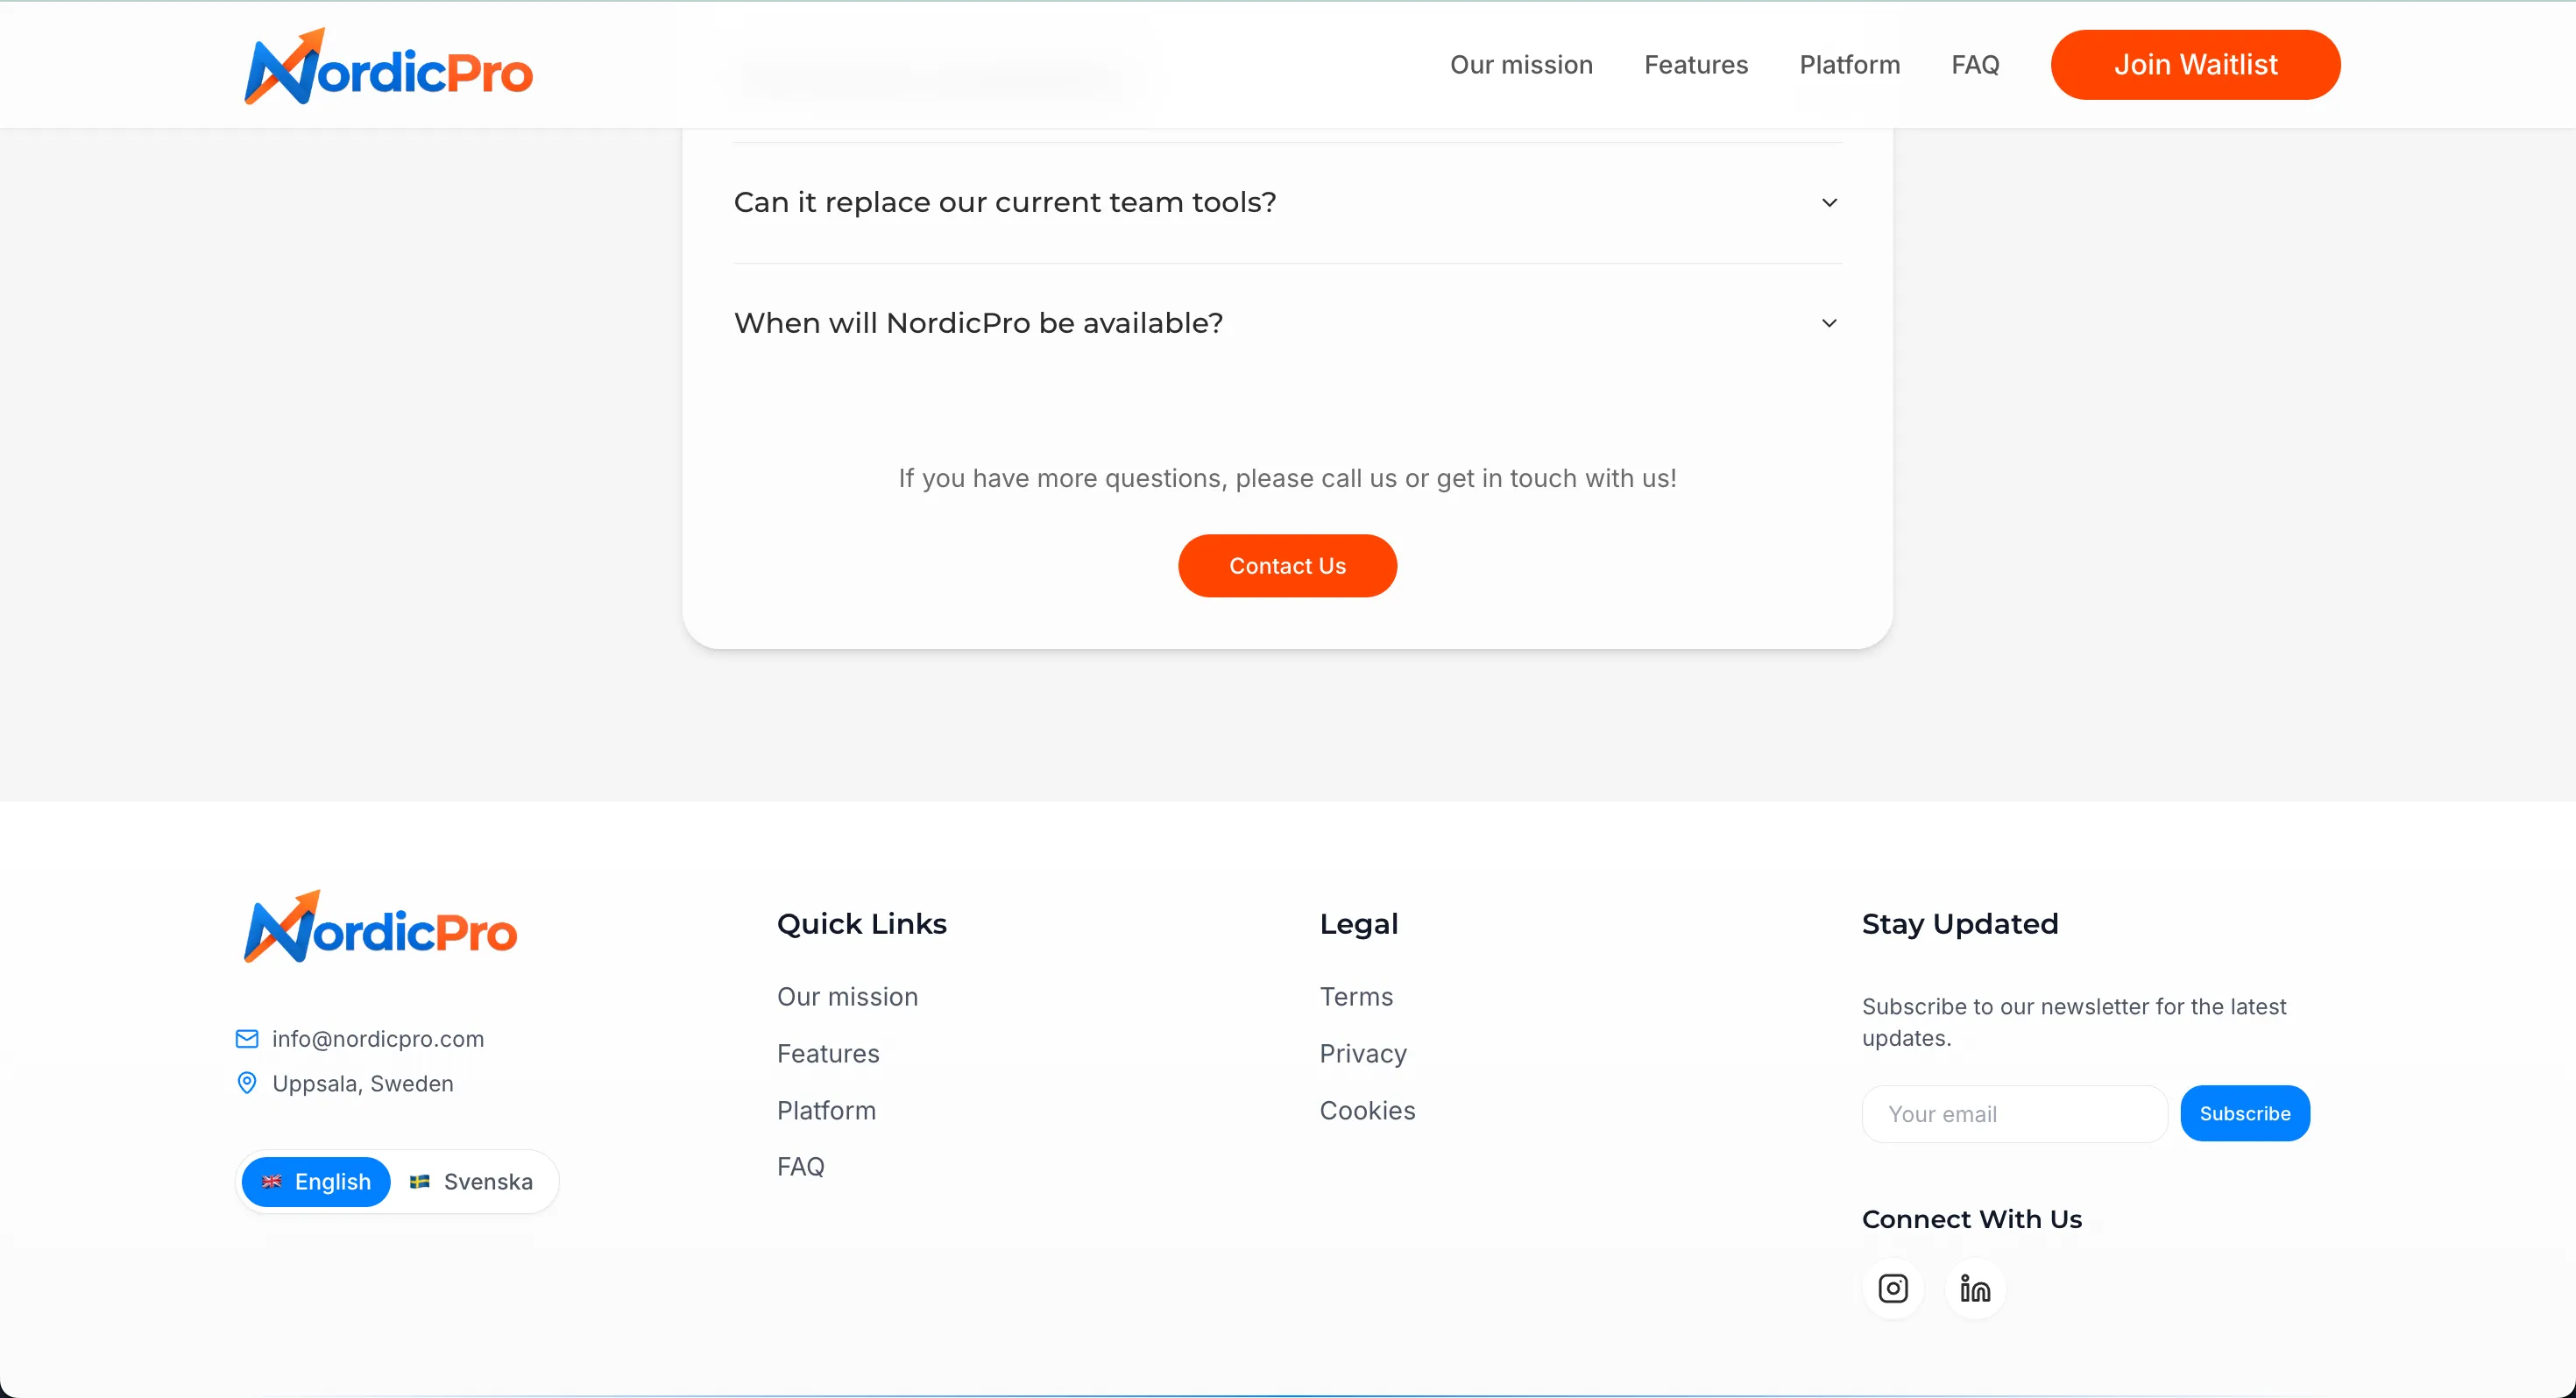 NordicPro
Our mission
Features
Platform
FAQ
Join Waitlist
Can it replace our current team tools?
When will NordicPro be available?
If you have more questions, please call us or get in touch with us!
Contact Us
NordicPro
info@nordicpro.com
Uppsala, Sweden
English
Svenska
Quick Links
Our mission
Features
Platform
FAQ
Legal
Terms
Privacy
Cookies
Stay Updated
Subscribe to our newsletter for the latest
updates.
Your email
Subscribe
Connect With Us